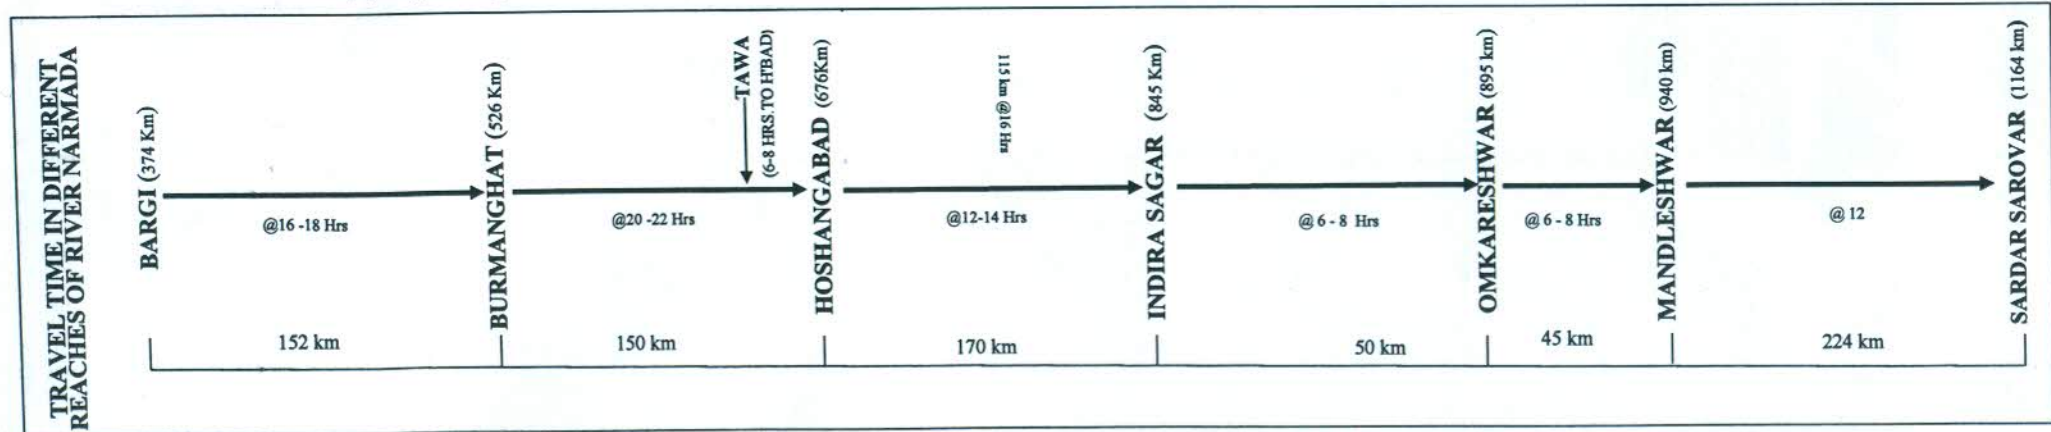 TRAVEL TIME IN DIFFERENT
REACHES OF RIVER NARMADA
BARGI (374 Km)
@16 -18 Hrs
BURMANGHAT (526 Km)
@20 -22 Hrs
TAWA
(6-8 HRS.TO H'BAD)
HOSHANGABAD (676Km)
115 km @16 Hrs
@12-14 Hrs
INDIRA SAGAR (845 Km)
@ 6 - 8 Hrs
OMKARESHWAR (895 km)
@ 6 - 8 Hrs
MANDLESHWAR (940 km)
@ 12
SARDAR SAROVAR (1164 km)
152 km
150 km
170 km
50 km
45 km
224 km